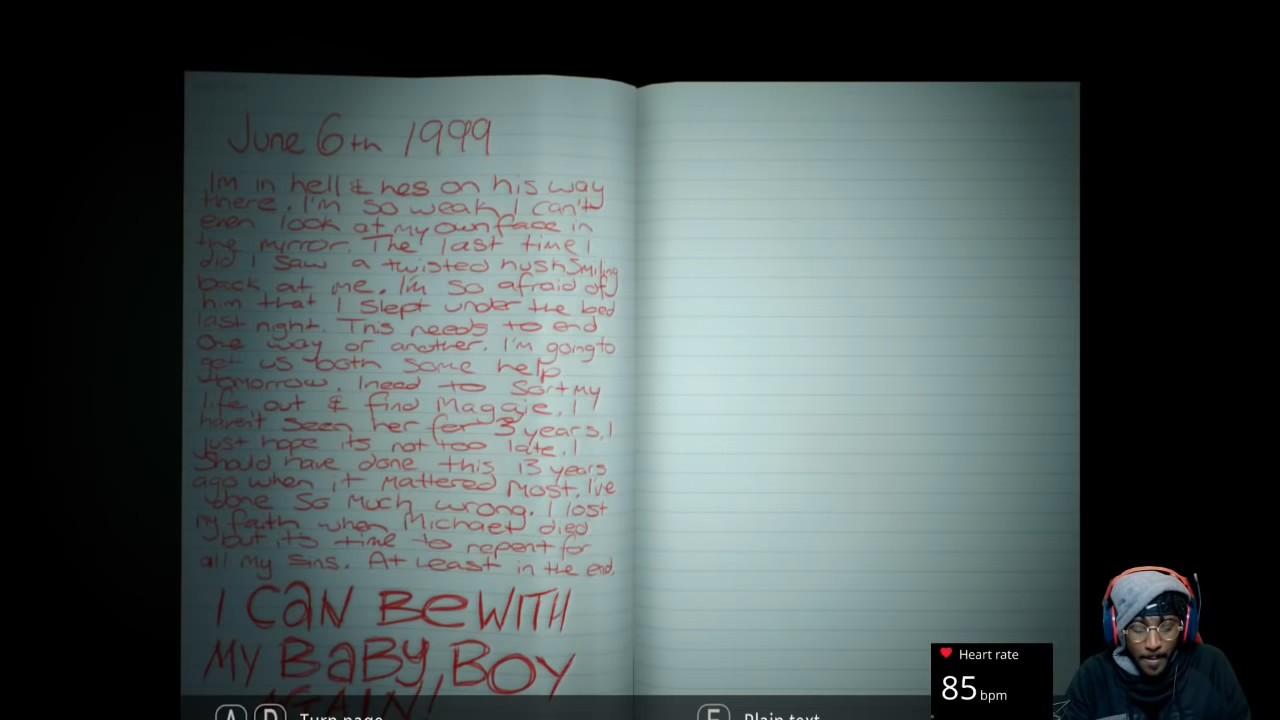 June 6th 1999
Im in hell & hes on his way
there. I'm so weak I can't
even look at my own face in
the mirror. The last time I
did I saw a twisted hush smiling
back at me. I'm so afraid of
him that I slept under the bed
last night. This needs to end
one way or another. I'm going to
get us both some help
tomorrow. I need to sort my
life out & find Maggie. I
haven't seen her for 3 years. I
just hope its not too late. I
should have done this 13 years
ago when it mattered most. I've
done so much wrong. I lost
my faith when Michael died
but its time to repent for
all my sins. At least in the end,
I CAN BE WITH
MY BABY BOY
AGAIN!
A D Turn page
F Plain text
Heart rate
85 bpm